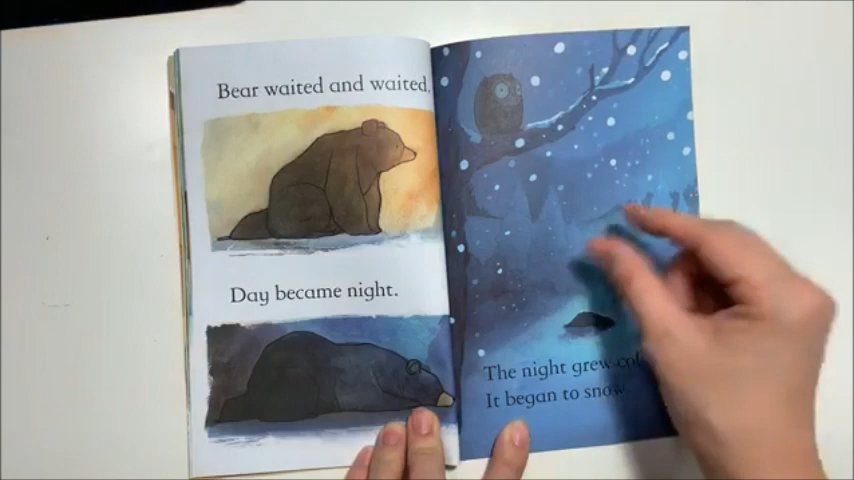 Bear waited and waited,
Day became night.
The night grew
It began to snow